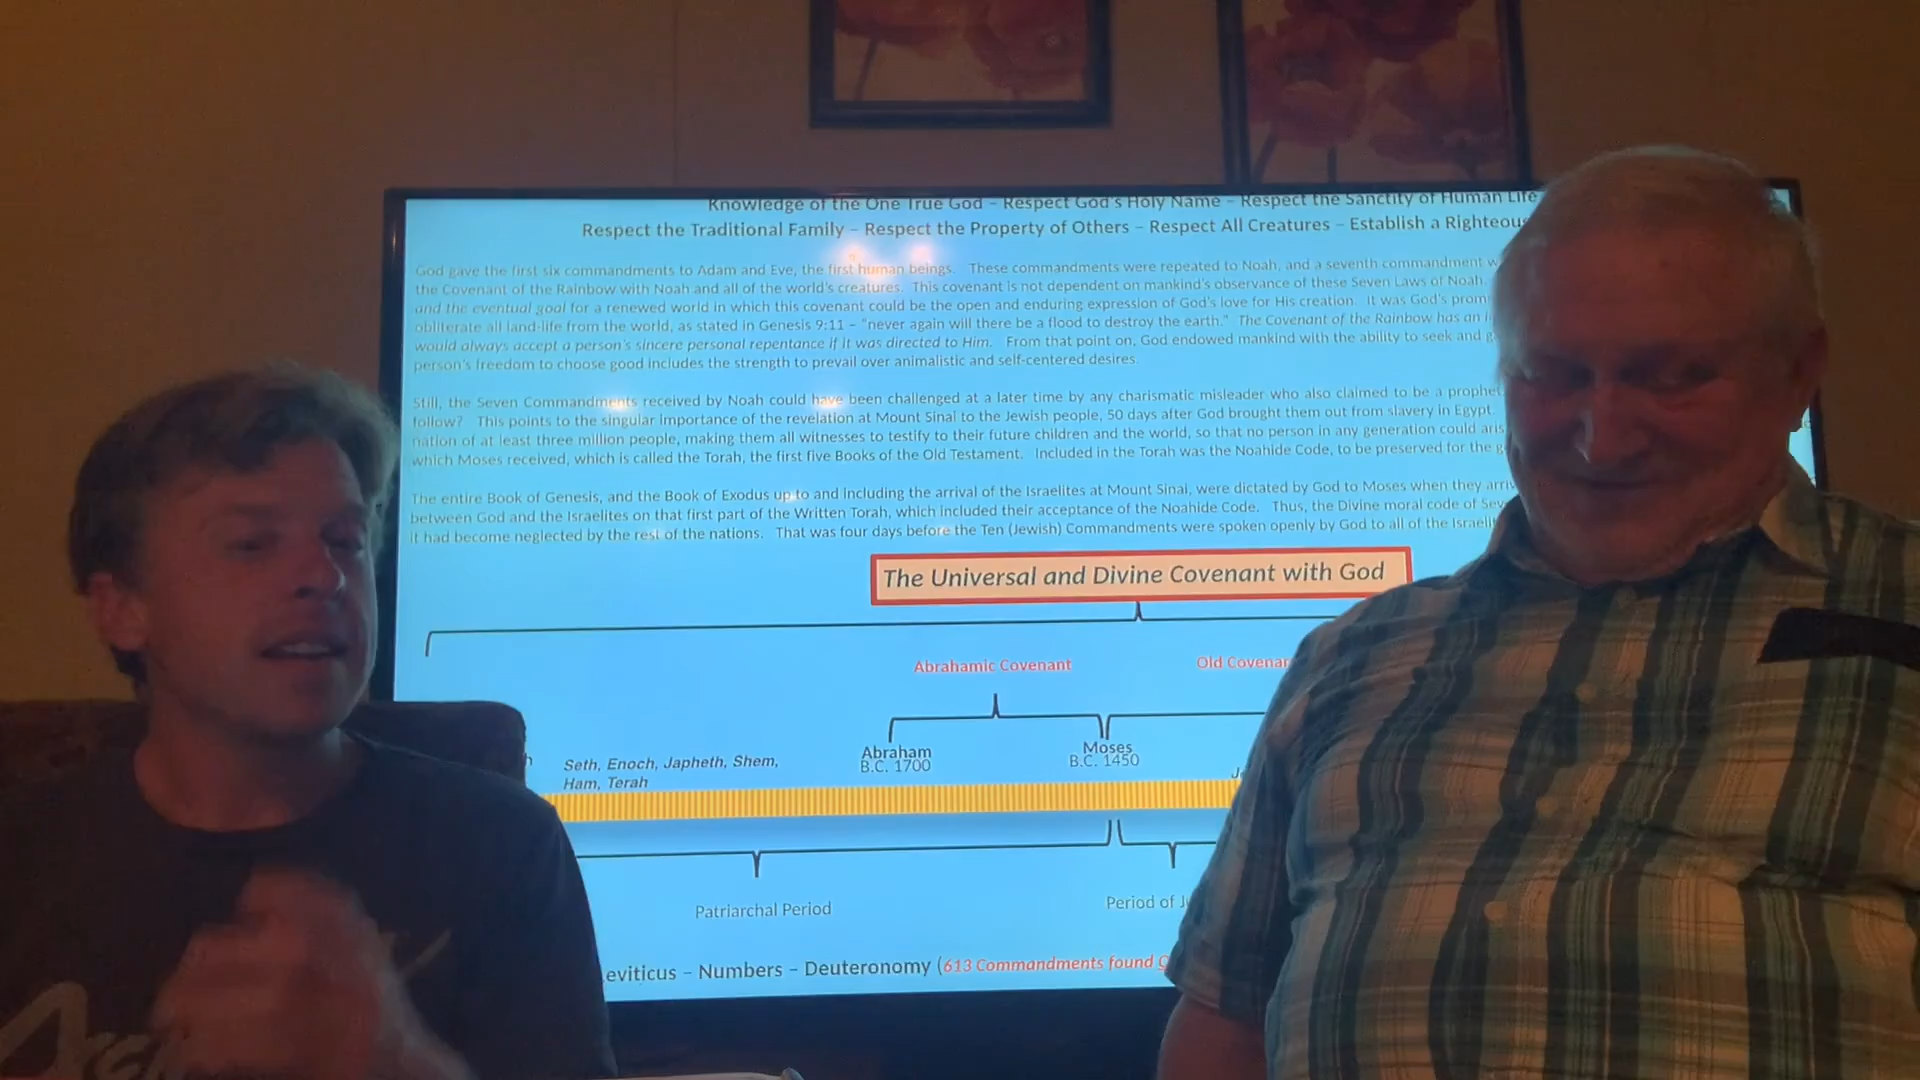 Knowledge of the One True God – Respect God's Holy Name – Respect the Sanctity of Human Life
Respect the Traditional Family – Respect the Property of Others – Respect All Creatures – Establish a Righteous
God gave the first six commandments to Adam and Eve, the first human beings. These commandments were repeated to Noah, and a seventh commandment
the Covenant of the Rainbow with Noah and all of the world's creatures. This covenant is not dependent on mankind's observance of these Seven Laws of Noah,
and the eventual goal for a renewed world in which this covenant could be the open and enduring expression of God's love for His creation. It was God's
obliterate all land-life from the world, as stated in Genesis 9:11 – "never again will there be a flood to destroy the earth." The Covenant of the Rainbow has an
would always accept a person's sincere personal repentance if it was directed to Him. From that point on, God endowed mankind with the ability to seek and
person's freedom to choose good includes the strength to prevail over animalistic and self-centered desires.
Still, the Seven Commandments received by Noah could have been challenged at a later time by any charismatic misleader who also claimed to be a prophet
follow? This points to the singular importance of the revelation at Mount Sinai to the Jewish people, 50 days after God brought them out from slavery in Egypt.
nation of at least three million people, making them all witnesses to testify to their future children and the world, so that no person in any generation could
which Moses received, which is called the Torah, the first five Books of the Old Testament. Included in the Torah was the Noahide Code, to be preserved for the
The entire Book of Genesis, and the Book of Exodus up to and including the arrival of the Israelites at Mount Sinai, were dictated by God to Moses when they
between God and the Israelites on that first part of the Written Torah, which included their acceptance of the Noahide Code. Thus, the Divine moral code of
it had become neglected by the rest of the nations. That was four days before the Ten (Jewish) Commandments were spoken openly by God to all of the
The Universal and Divine Covenant with God
Abrahamic Covenant Old Covenan
Seth, Enoch, Japheth, Shem,
Ham, Terah
Abraham
B.C. 1700
Moses
B.C. 1450
Patriarchal Period Period of J
eviticus – Numbers – Deuteronomy (613 Commandments found